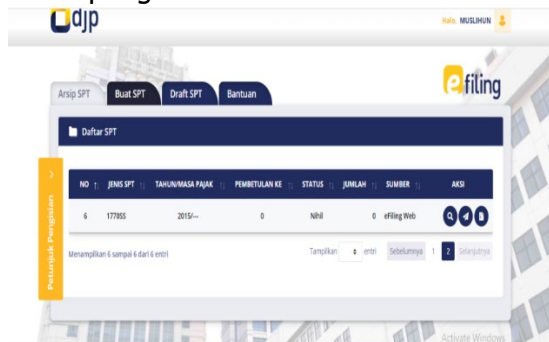 djp
Halo, MUSLIHUN
Arsip SPT Buat SPT Draft SPT Bantuan
e filing
Daftar SPT
NO JENIS SPT TAHUN/MASA PAJAK PEMBETULAN KE STATUS JUMLAH SUMBER AKSI
6 1770SS 2015/--- 0 Nihil 0 eFiling Web
Menampilkan 6 sampai 6 dari 6 entri Tampilkan entri Sebelumnya 1 2 Selanjutnya
Petunjuk Pengisian
Activate Windows